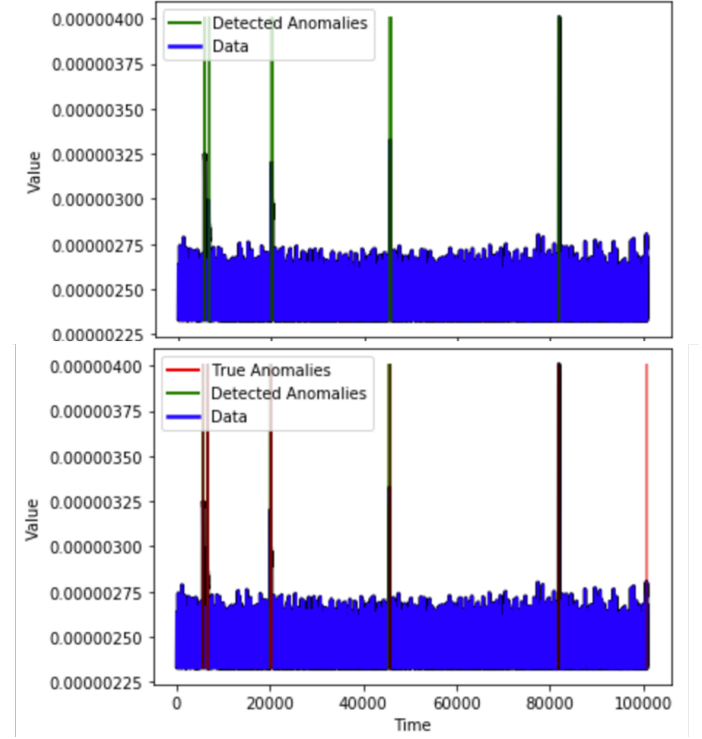 0.00000400
Detected Anomalies
Data
0.00000375
0.00000350
0.00000325
Value
0.00000300
0.00000275
0.00000250
0.00000225
0.00000400
True Anomalies
Detected Anomalies
Data
0.00000375
0.00000350
0.00000325
Value
0.00000300
0.00000275
0.00000250
0.00000225
0 20000 40000 60000 80000 100000
Time